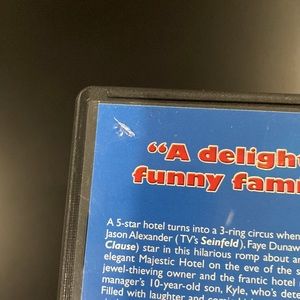 “A delight
funny fam
A 5-star hotel turns into a 3-ring circus when
Jason Alexander (TV's Seinfeld), Faye Dunaw
Clause) star in this hilarious romp about an
elegant Majestic Hotel on the eve of the s
jewel-thieving owner and the frantic hotel
manager's 10-year-old son, Kyle, who's dete
Filled with laughter and